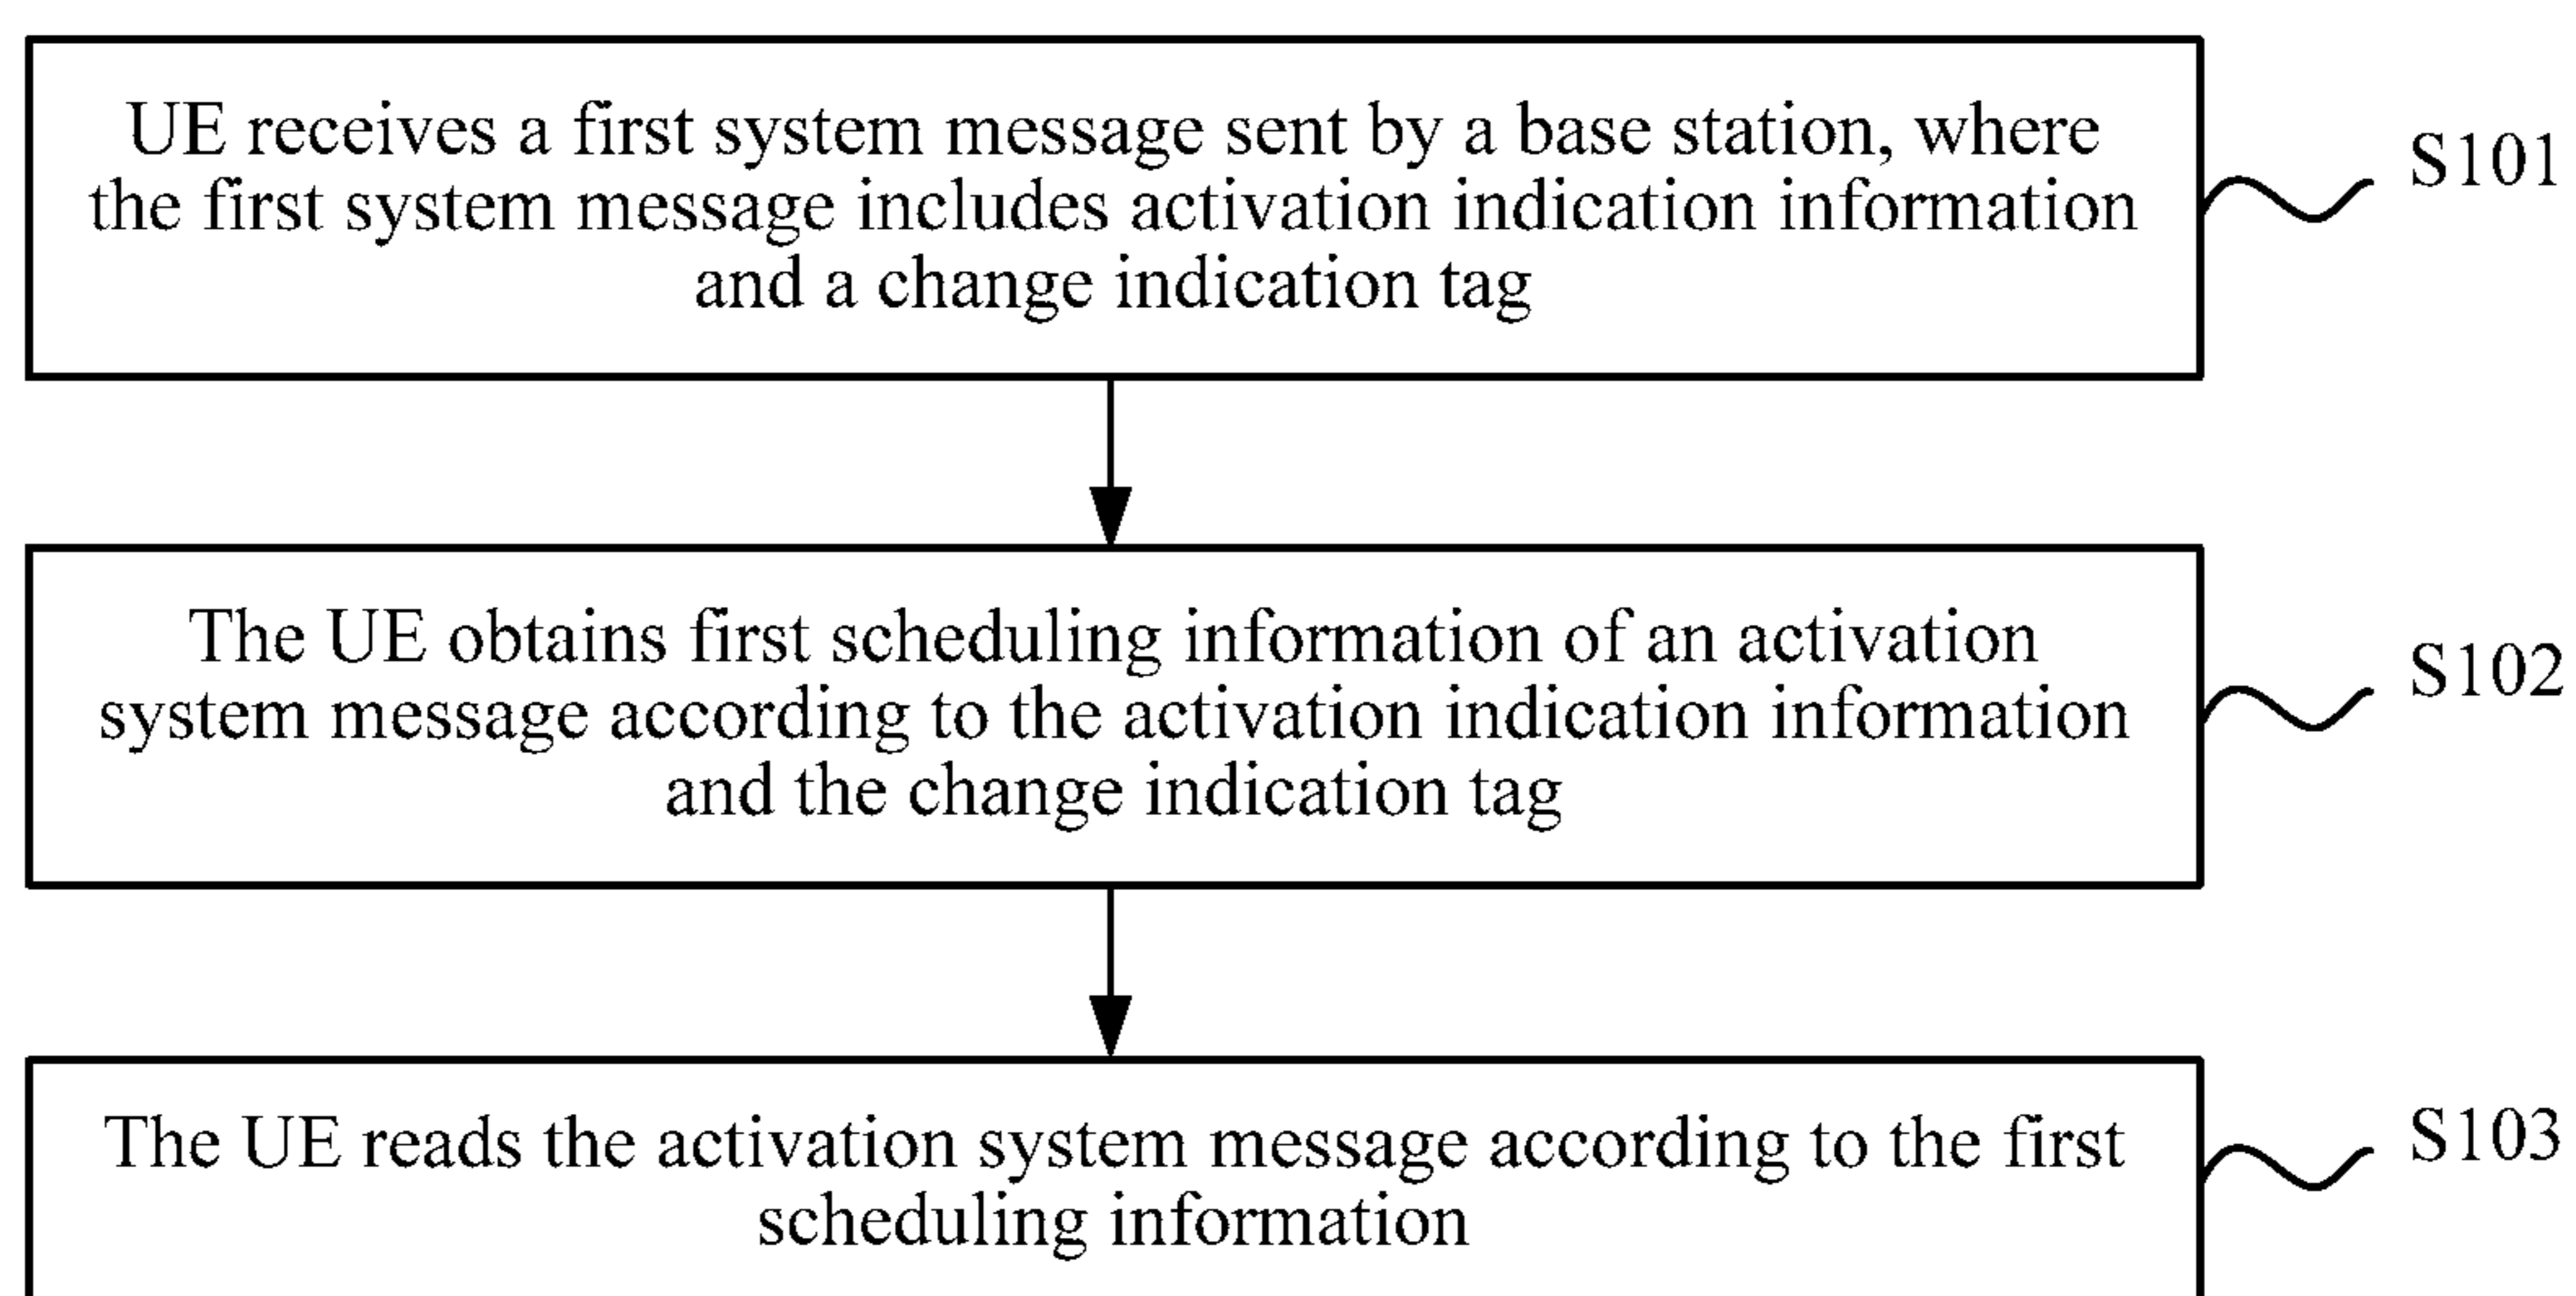 UE receives a first system message sent by a base station, where
the first system message includes activation indication information
and a change indication tag
S101
The UE obtains first scheduling information of an activation
system message according to the activation indication information
and the change indication tag
S102
The UE reads the activation system message according to the first
scheduling information
S103